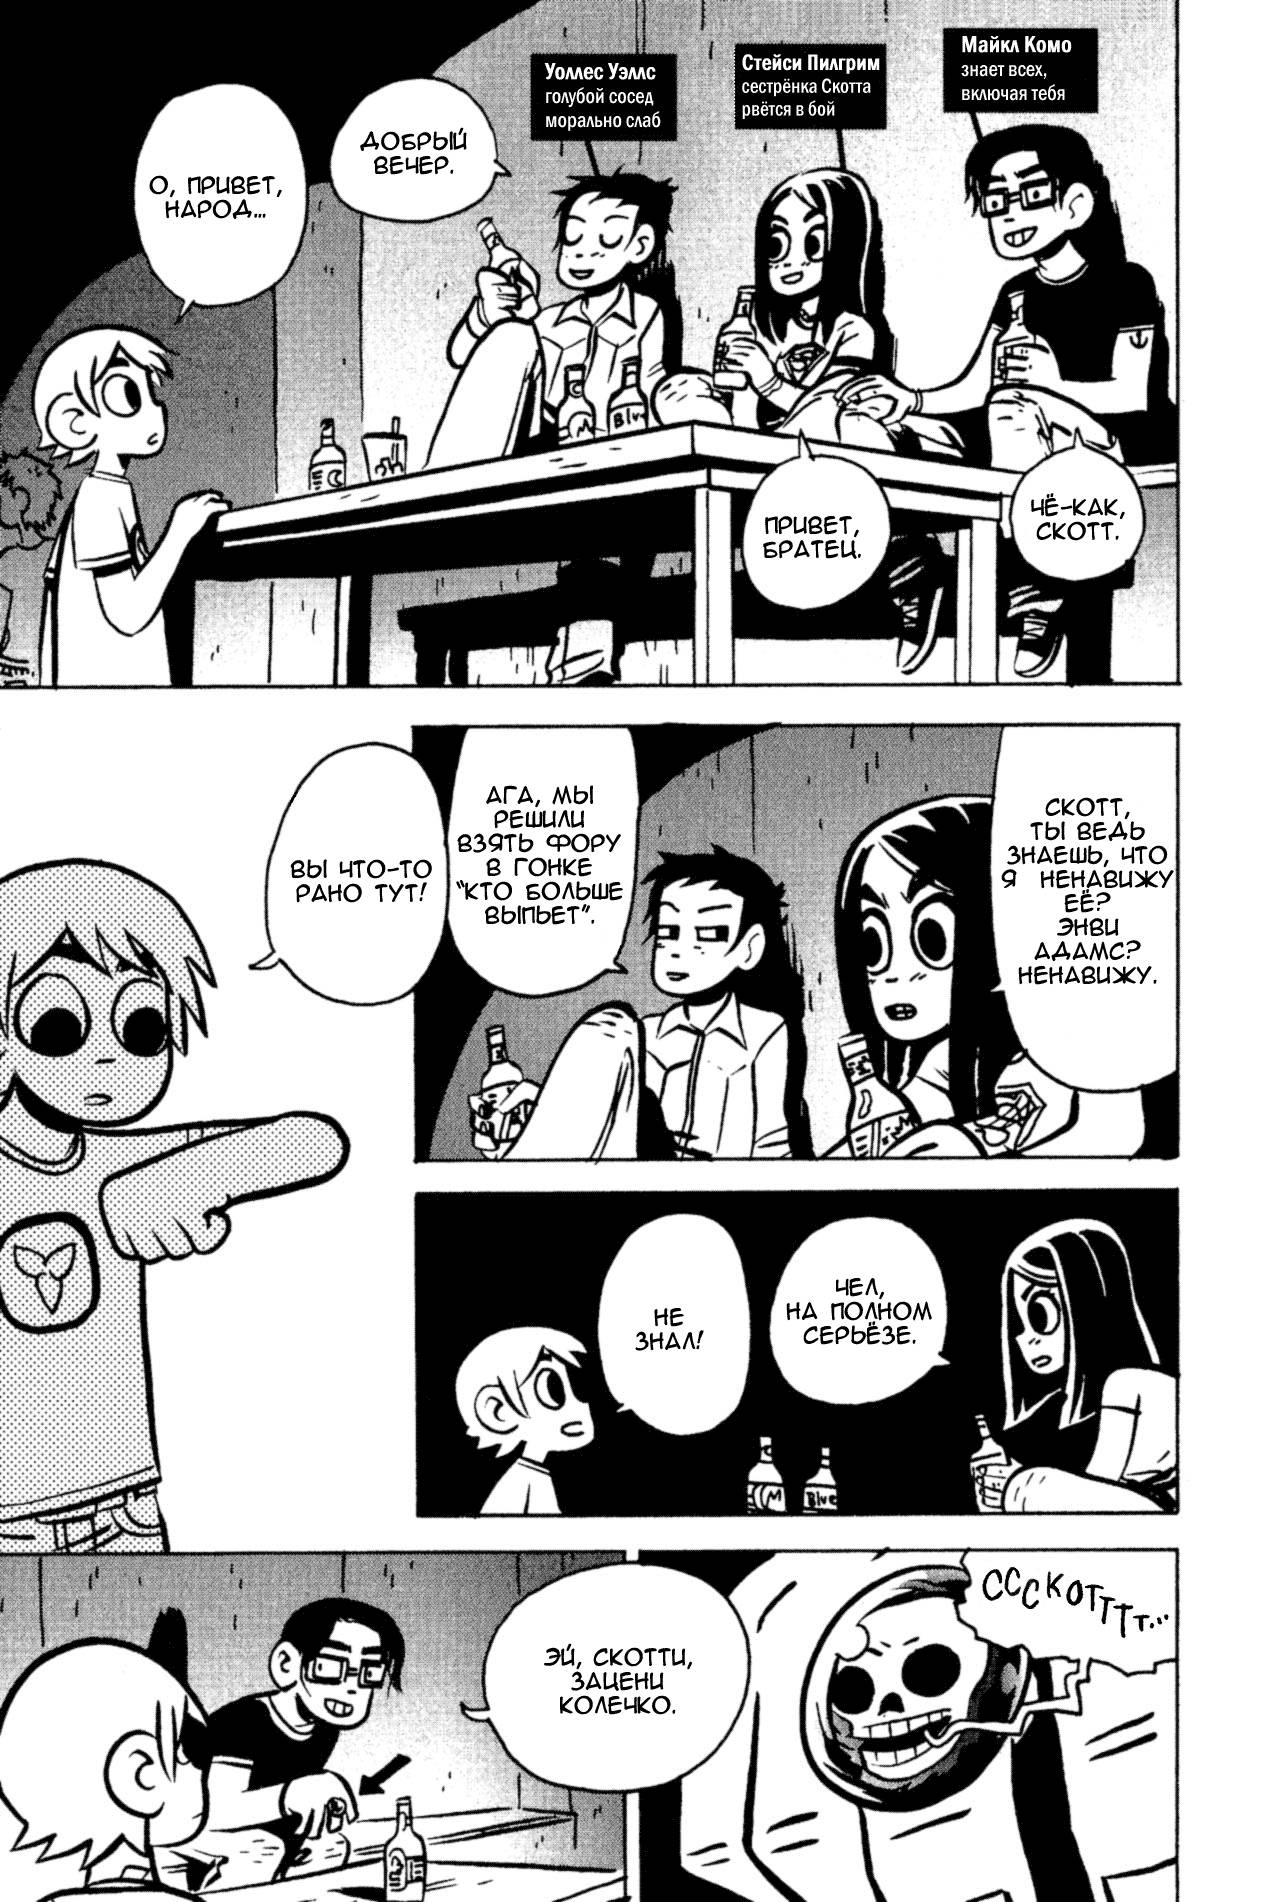 Уоллес Уэллс
голубой сосед
морально слаб
Стейси Пилгрим
сестрёнка Скотта
рвётся в бой
Майкл Комо
знает всех,
включая тебя
О, ПРИВЕТ,
НАРОД...
ДОБРЫЙ
ВЕЧЕР.
Blue
ПРИВЕТ,
БРАТЕЦ.
ЧЁ-КАК,
СКОТТ.
ВЫ ЧТО-ТО
РАНО ТУТ!
АГА, МЫ
РЕШИЛИ
ВЗЯТЬ ФОРУ
В ГОНКЕ
"КТО БОЛЬШЕ
ВЫПЬЕТ".
СКОТТ,
ТЫ ВЕДЬ
ЗНАЕШЬ, ЧТО
Я НЕНАВИЖУ
ЕЁ?
ЭНВИ
АДАМС?
НЕНАВИЖУ.
НЕ
ЗНАЛ!
ЧЕЛ,
НА ПОЛНОМ
СЕРЬЁЗЕ.
M
Blue
ЭЙ, СКОТТИ,
ЗАЦЕНИ
КОЛЕЧКО.
СССКОТТТТ...